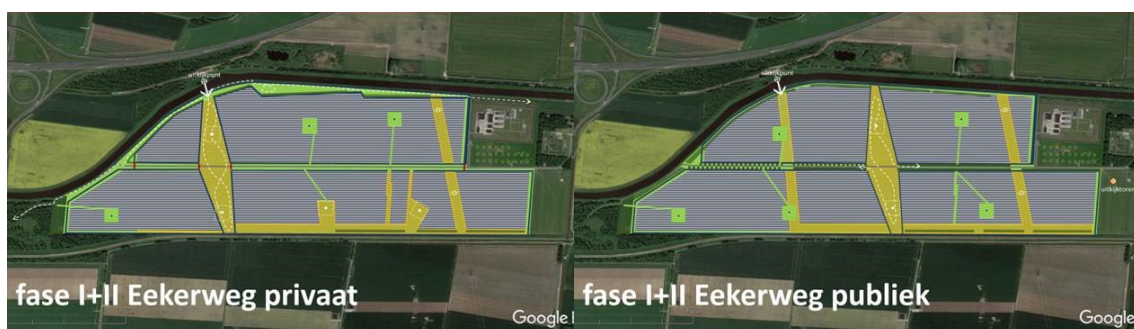 uitkijkpunt
fase I+II Eekerweg privaat
Google
uitkijkpunt
uitkijktoren
fase I+II Eekerweg publiek
Google